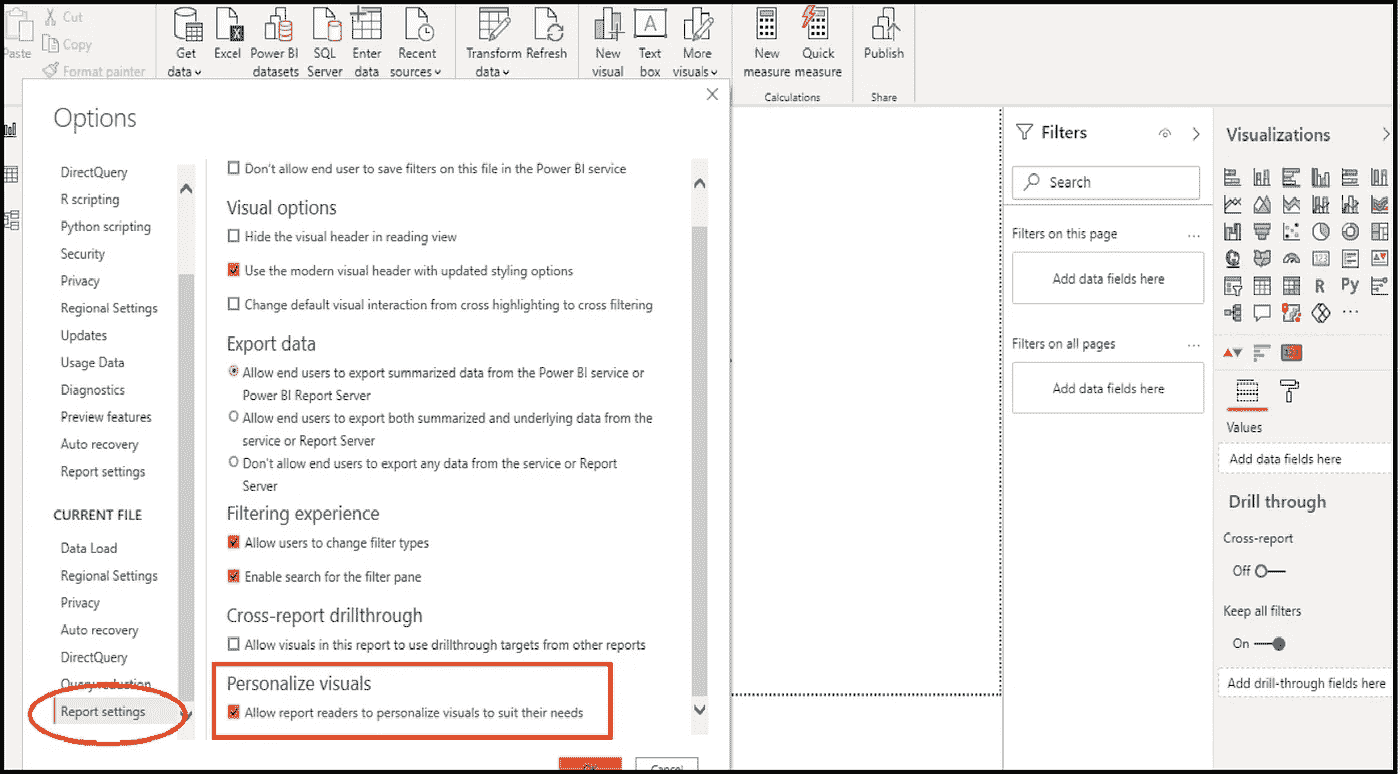 Paste
Cut
Copy
Format painter
Get
data
Excel
Power BI
datasets
SQL
Server
Enter
data
Recent
sources
Transform
data
Refresh
New
visual
Text
box
More
visuals
New
measure
Quick
measure
Calculations
Publish
Share
Options
DirectQuery
R scripting
Python scripting
Security
Privacy
Regional Settings
Updates
Usage Data
Diagnostics
Preview features
Auto recovery
Report settings
CURRENT FILE
Data Load
Regional Settings
Privacy
Auto recovery
DirectQuery
Query reduction
Report settings
Don't allow end user to save filters on this file in the Power BI service
Visual options
Hide the visual header in reading view
Use the modern visual header with updated styling options
Change default visual interaction from cross highlighting to cross filtering
Export data
Allow end users to export summarized data from the Power BI service or
Power BI Report Server
Allow end users to export both summarized and underlying data from the
service or Report Server
Don't allow end users to export any data from the service or Report
Server
Filtering experience
Allow users to change filter types
Enable search for the filter pane
Cross-report drillthrough
Allow visuals in this report to use drillthrough targets from other reports
Personalize visuals
Allow report readers to personalize visuals to suit their needs
OK
Cancel
Filters
Search
Filters on this page
...
Add data fields here
Filters on all pages
...
Add data fields here
Visualizations
123
R
Py
...
Values
Add data fields here
Drill through
Cross-report
Off
Keep all filters
On
Add drill-through fields here